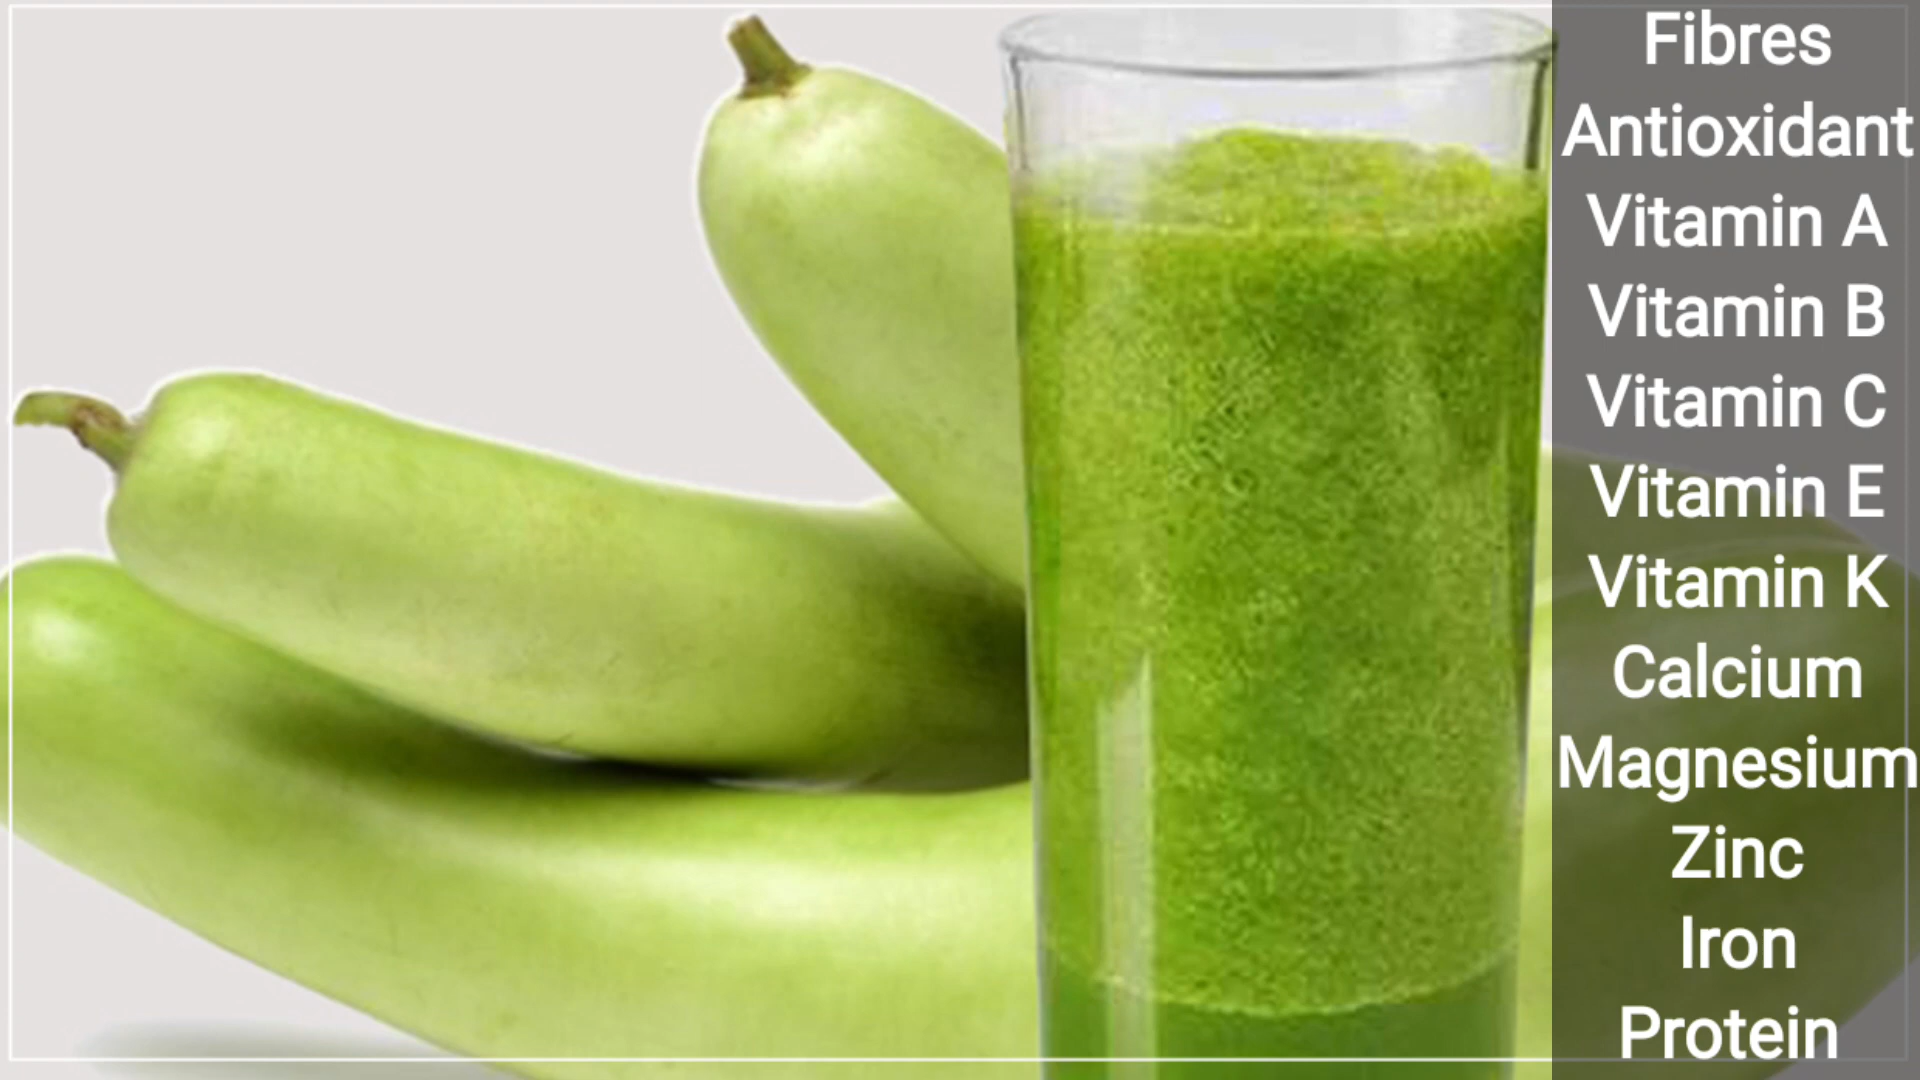 Fibres
Antioxidant
Vitamin A
Vitamin B
Vitamin C
Vitamin E
Vitamin K
Calcium
Magnesium
Zinc
Iron
Protein